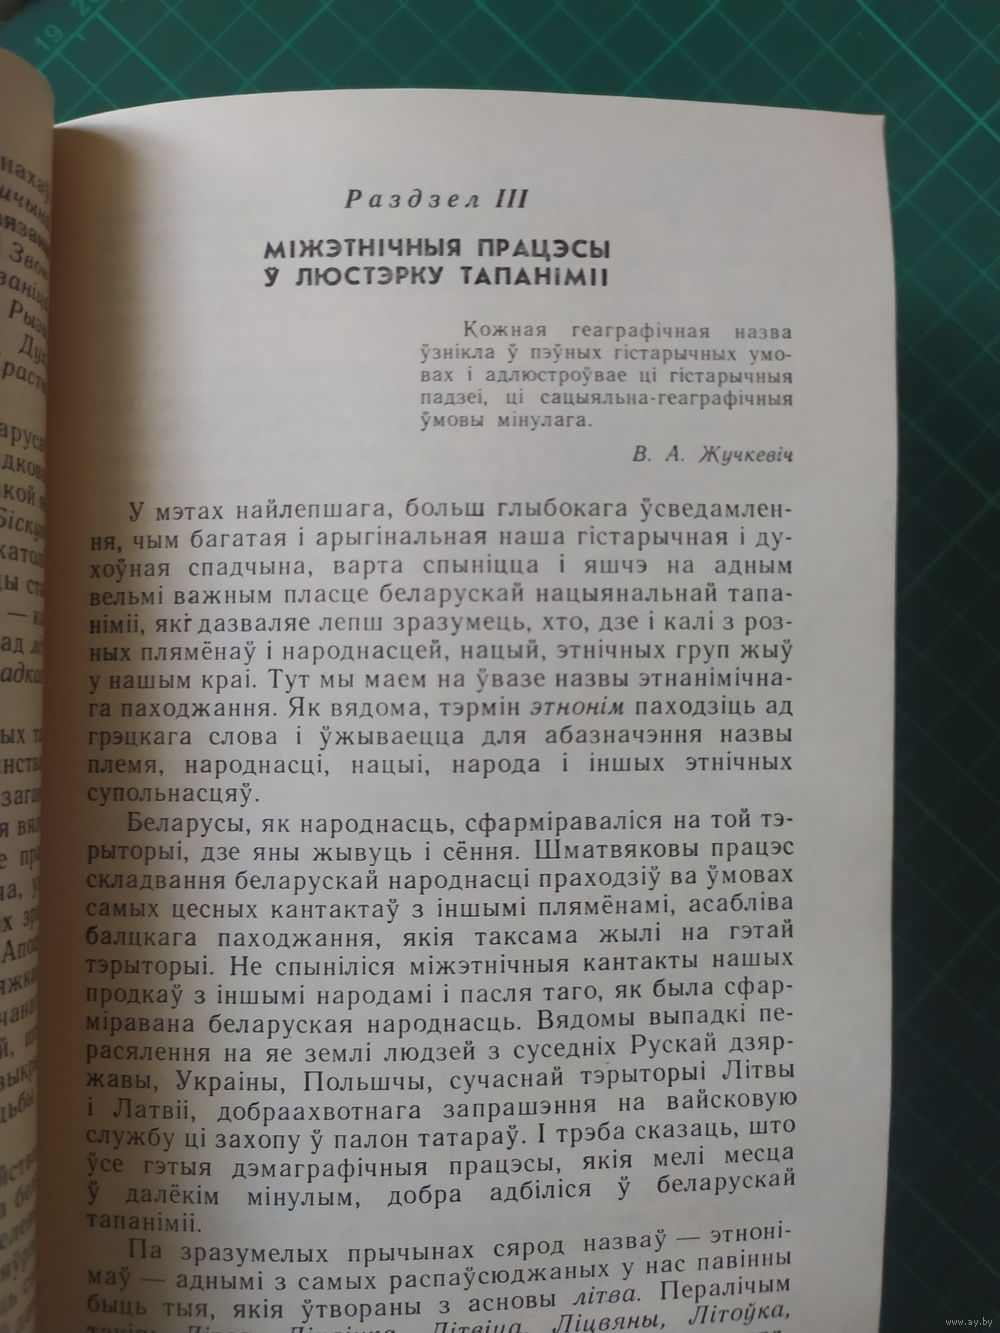 Раздзел III
МІЖЭТНІЧНЫЯ ПРАЦЭСЫ
Ў ЛЮСТЭРКУ ТАПАНІМІІ
Кожная геаграфічная назва
ўзнікла ў пэўных гістарычных умо-
вах і адлюстроўвае ці гістарычныя
падзеі, ці сацыяльна-геаграфічныя
ўмовы мінулага.
В. А. Жучкевіч
У мэтах найлепшага, больш глыбокага ўсведамлен-
ня, чым багатая і арыгінальная наша гістарычная і ду-
хоўная спадчына, варта спыніцца і яшчэ на адным
вельмі важным пласце беларускай нацыянальнай тапа-
німіі, які дазваляе лепш зразумець, хто, дзе і калі з роз-
ных плямёнаў і народнасцей, нацый, этнічных груп жыў
у нашым краі. Тут мы маем на ўвазе назвы этнанімічна-
га паходжання. Як вядома, тэрмін этнонім паходзіць ад
грэцкага слова і ўжываецца для абазначэння назвы
племя, народнасці, нацыі, народа і іншых этнічных
супольнасцяў.
Беларусы, як народнасць, сфарміраваліся на той тэ-
рыторыі, дзе яны жывуць і сёння. Шматвяковы працэс
складвання беларускай народнасці праходзіў ва ўмовах
самых цесных кантактаў з іншымі плямёнамі, асабліва
балцкага паходжання, якія таксама жылі на гэтай
тэрыторыі. Не спыніліся міжэтнічныя кантакты нашых
продкаў з іншымі народамі і пасля таго, як была сфар-
міравана беларуская народнасць. Вядомы выпадкі пе-
расялення на яе землі людзей з суседніх Рускай дзяр-
жавы, Украіны, Польшчы, сучаснай тэрыторыі Літвы
і Латвіі, добраахвотнага запрашэння на вайсковую
службу ці захопу ў палон татараў. І трэба сказаць, што
ўсе гэтыя дэмаграфічныя працэсы, якія мелі месца
ў далёкім мінулым, добра адбіліся ў беларускай
тапаніміі.
Па зразумелых прычынах сярод назваў — этноні-
маў — аднымі з самых распаўсюджаных у нас павінны
быць тыя, якія ўтвораны з асновы літва. Пералічым
Літвіца, Ліцвяны, Літоўка,
www.ay.by